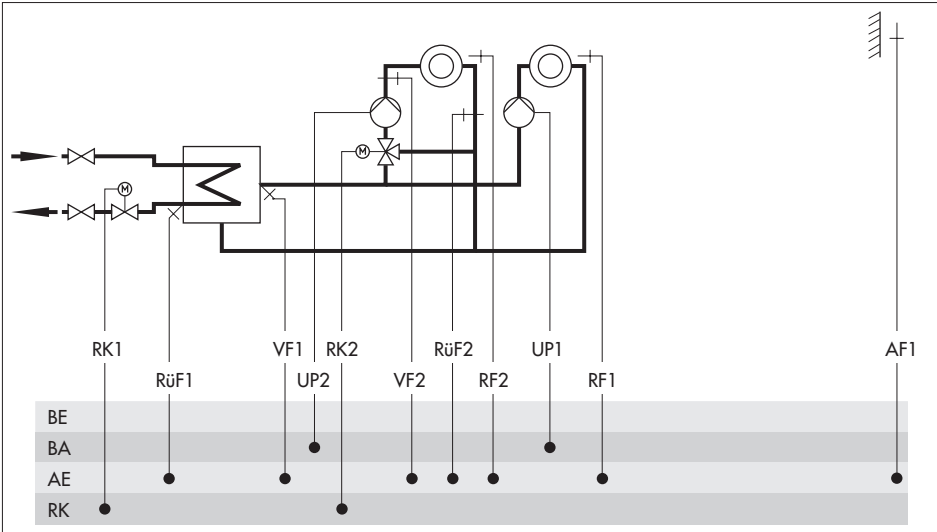 M
M
RK1 VF1 RK2 RüF2 UP1 AF1
RüF1 UP2 VF2 RF2 RF1
BE
BA
AE
RK